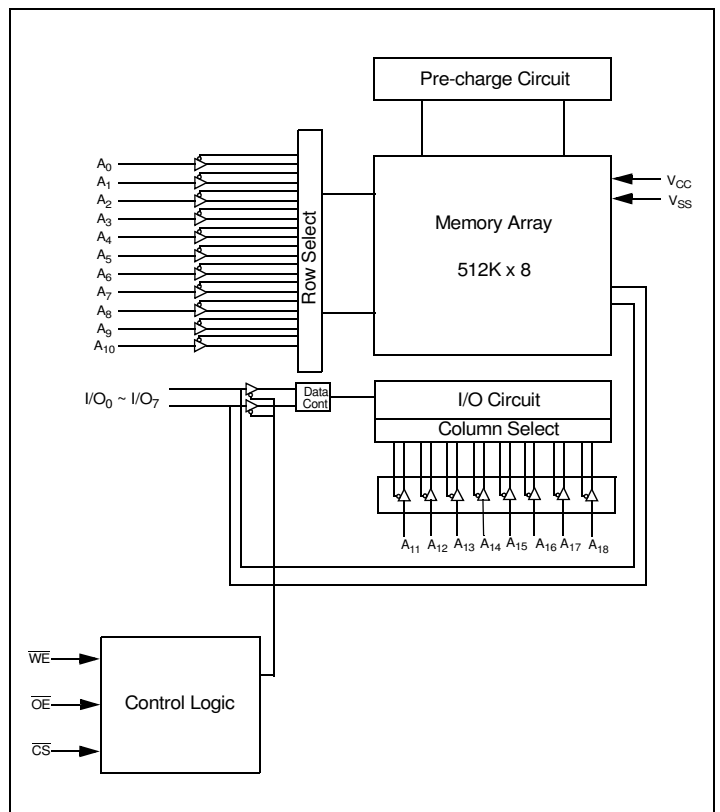 Pre-charge Circuit
A0
A1
A2
A3
A4
A5
A6
A7
A8
A9
A10
Row Select
Memory Array
512K x 8
VCC
VSS
I/O0 ~ I/O7
Data
Cont
I/O Circuit
Column Select
A11 A12 A13 A14 A15 A16 A17 A18
WE
OE
CS
Control Logic